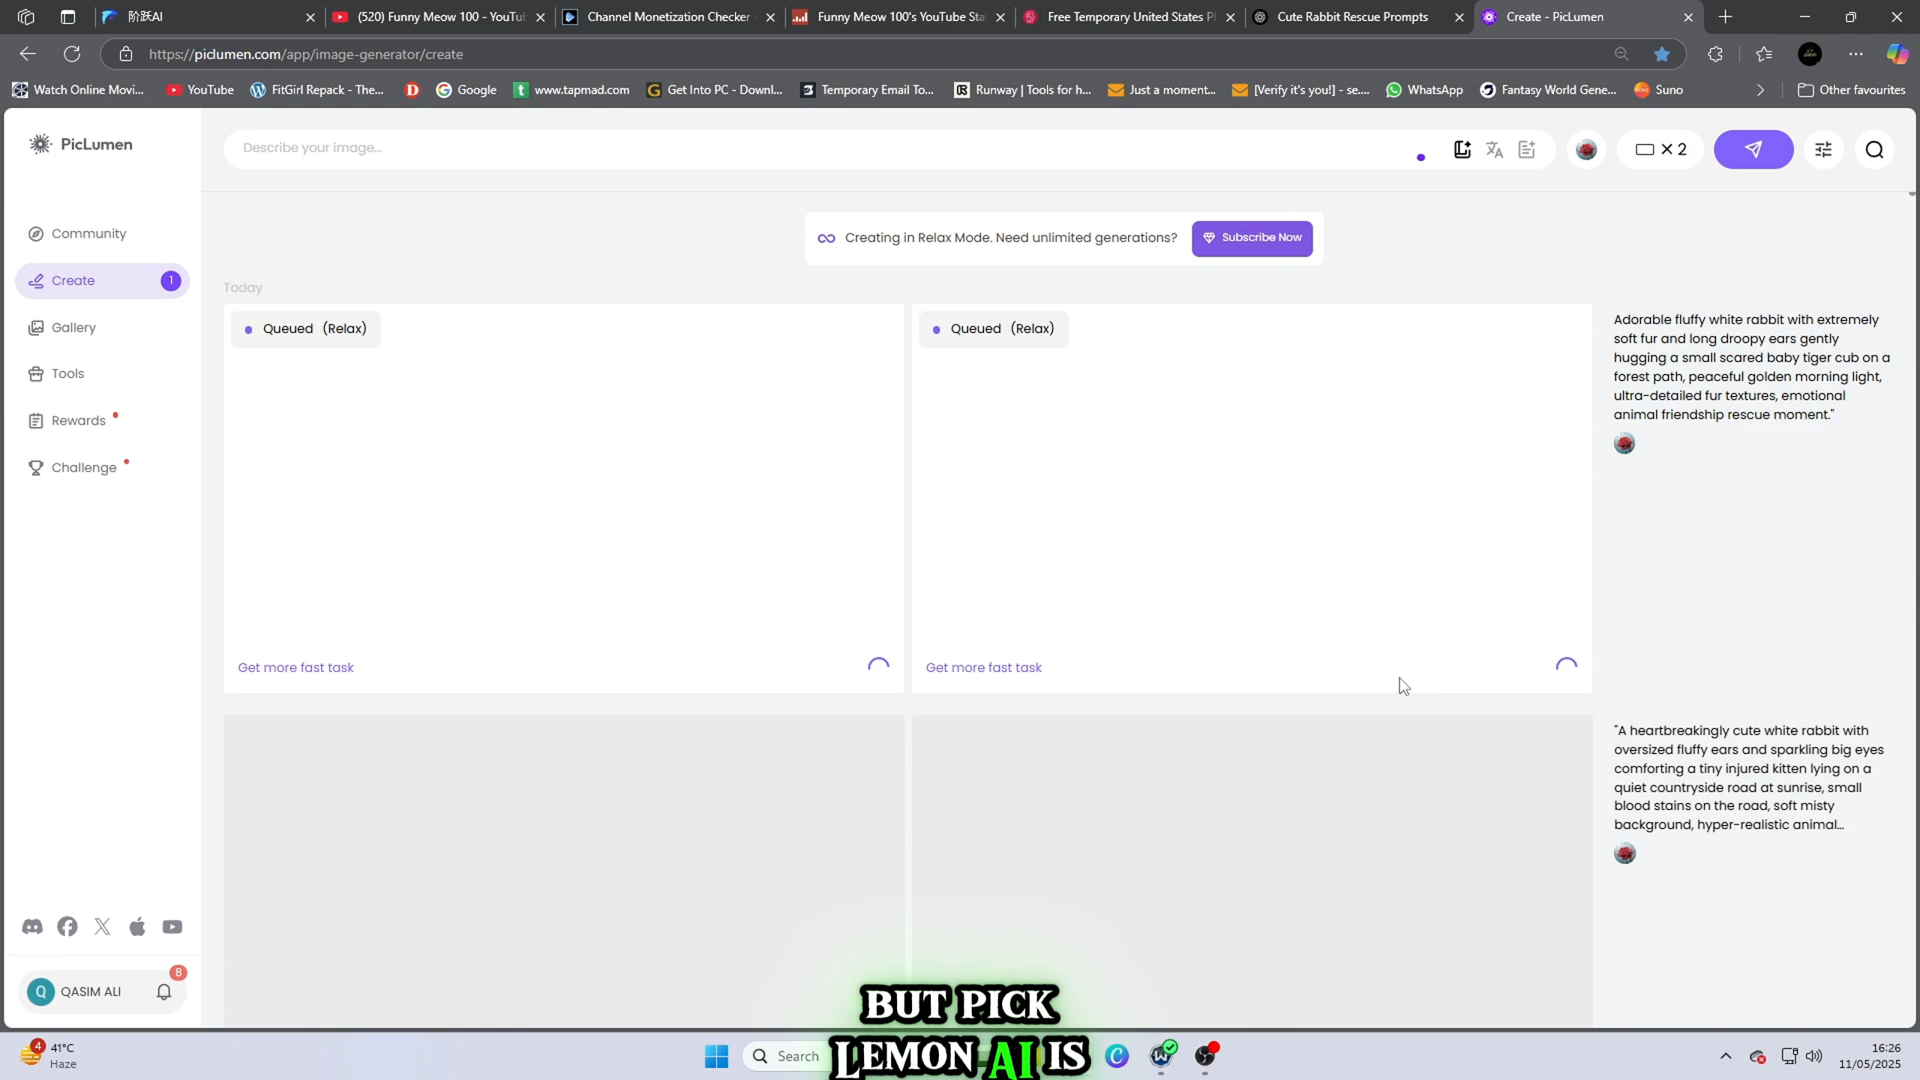 阶跃AI
(520) Funny Meow 100 - YouTu
Channel Monetization Checker
Funny Meow 100's YouTube Sta
Free Temporary United States P
Cute Rabbit Rescue Prompts
Create - PicLumen
https://piclumen.com/app/image-generator/create
Watch Online Movi...
YouTube
FitGirl Repack - The...
D
Google
t
www.tapmad.com
G
Get Into PC - Downl...
Temporary Email To...
R
Runway | Tools for h...
Just a moment...
[Verify it's you!] - se....
WhatsApp
Fantasy World Gene...
Suno
Other favourites
PicLumen
Describe your image...
× 2
Community
Create
1
Gallery
Tools
Rewards
Challenge
Creating in Relax Mode. Need unlimited generations?
Subscribe Now
Today
Queued (Relax)
Queued (Relax)
Get more fast task
Get more fast task
Adorable fluffy white rabbit with extremely
soft fur and long droopy ears gently
hugging a small scared baby tiger cub on a
forest path, peaceful golden morning light,
ultra-detailed fur textures, emotional
animal friendship rescue moment."
"A heartbreakingly cute white rabbit with
oversized fluffy ears and sparkling big eyes
comforting a tiny injured kitten lying on a
quiet countryside road at sunrise, small
blood stains on the road, soft misty
background, hyper-realistic animal...
Q
QASIM ALI
8
BUT PICK
LEMON AI IS
4
41°C
Haze
Search
16:26
11/05/2025